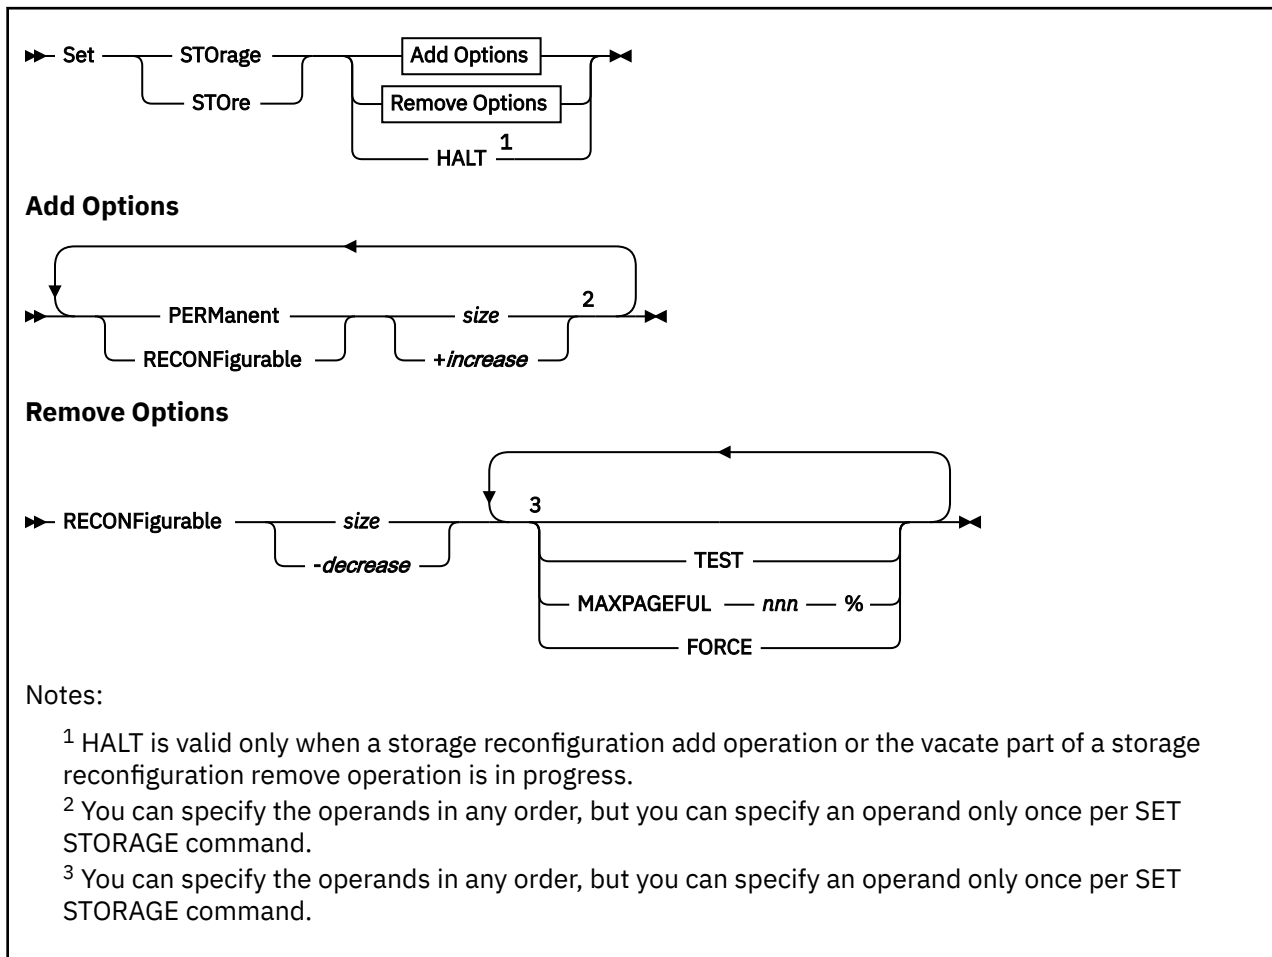 Set STOrage Add Options
STOre Remove Options
HALT 1
Add Options
PERManent size 2
RECONFigurable +increase
Remove Options
3
RECONFigurable size
-decrease TEST
MAXPAGEFUL nnn %
FORCE
Notes:
1 HALT is valid only when a storage reconfiguration add operation or the vacate part of a storage
reconfiguration remove operation is in progress.
2 You can specify the operands in any order, but you can specify an operand only once per SET
STORAGE command.
3 You can specify the operands in any order, but you can specify an operand only once per SET
STORAGE command.